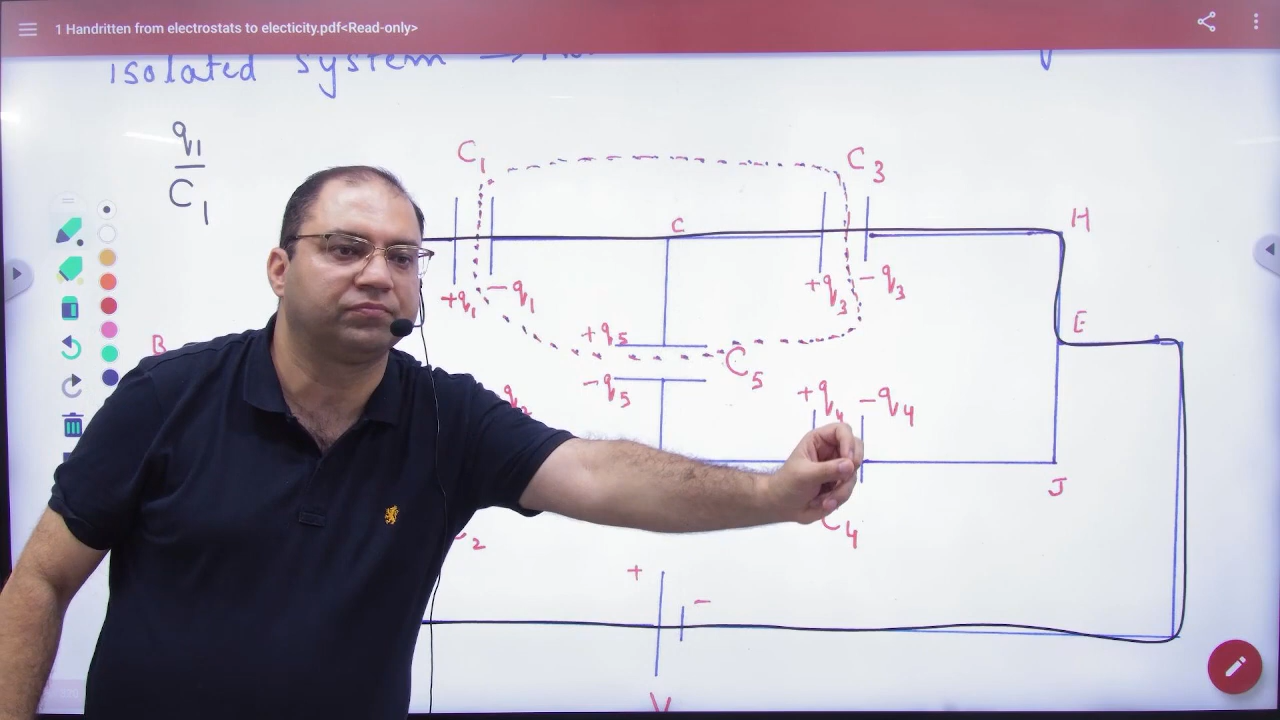 1 Handritten from electrostats to electicity.pdf<Read-only>
isolated system →
q1
C1
C1
C3
C
H
+q1
-q1
+q3
-q3
+q5
E
B
C5
-q5
+q4
-q4
J
C4
+
-
V